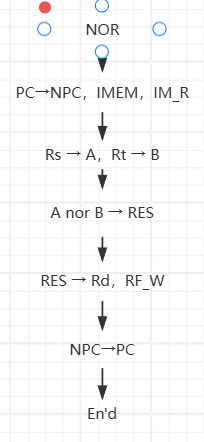 NOR
PC→NPC，IMEM，IM_R
Rs → A，Rt → B
A nor B → RES
RES → Rd，RF_W
NPC→PC
En'd